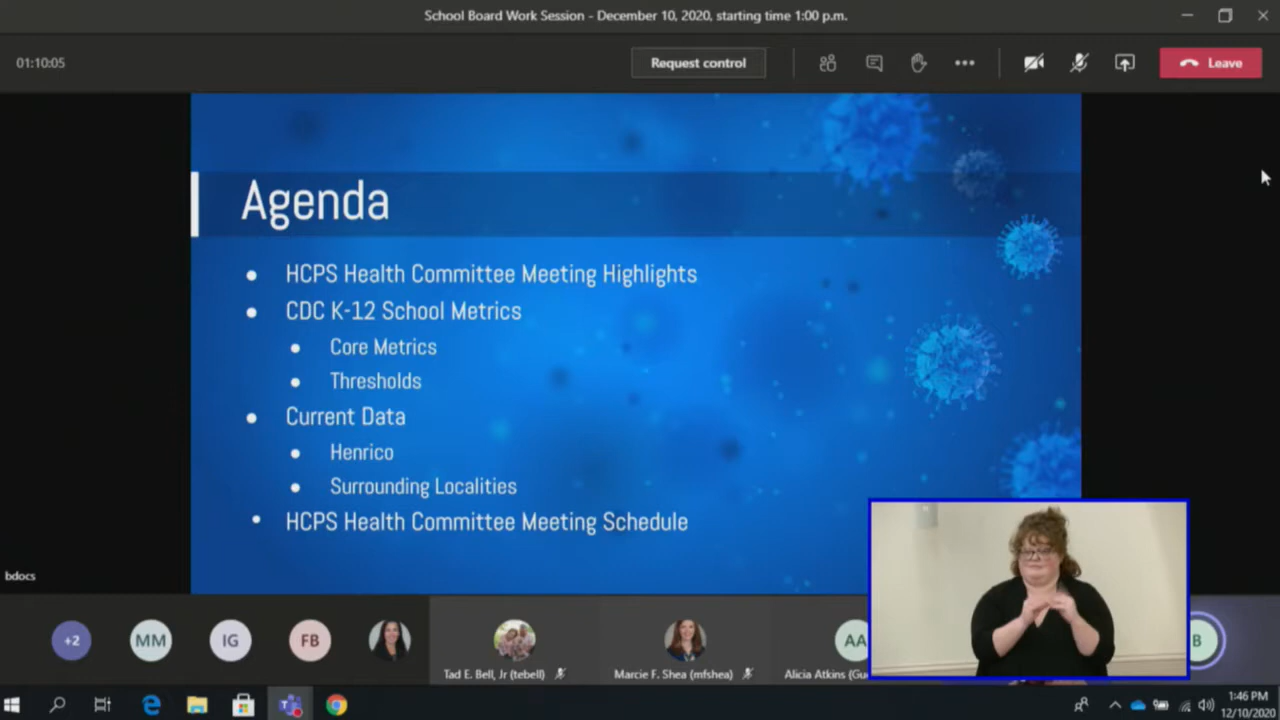 School Board Work Session - December 10, 2020, starting time 1:00 p.m.
01:10:05
Request control
Leave
Agenda
HCPS Health Committee Meeting Highlights
CDC K-12 School Metrics
Core Metrics
Thresholds
Current Data
Henrico
Surrounding Localities
HCPS Health Committee Meeting Schedule
bdocs
+2
MM
IG
FB
AA
B
Tad E. Bell, Jr (tebell)
Marcie F. Shea (mfshea)
Alicia Atkins (Gu
1:46 PM
12/10/2020